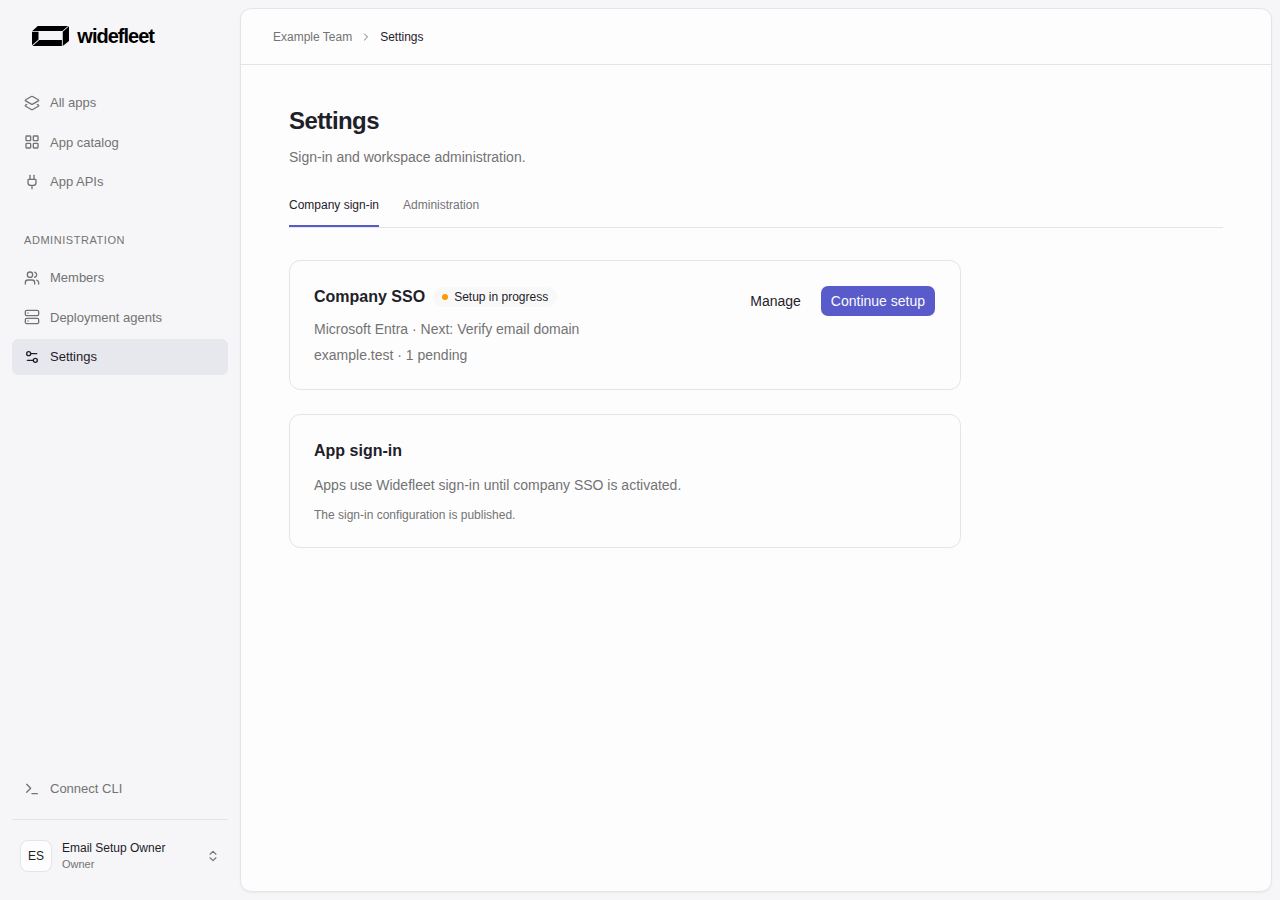 widefleet
All apps
App catalog
App APIs
ADMINISTRATION
Members
Deployment agents
Settings
Connect CLI
ES
Email Setup Owner
Owner
Example Team
Settings
Settings
Sign-in and workspace administration.
Company sign-in
Administration
Company SSO
Setup in progress
Manage
Continue setup
Microsoft Entra · Next: Verify email domain
example.test · 1 pending
App sign-in
Apps use Widefleet sign-in until company SSO is activated.
The sign-in configuration is published.